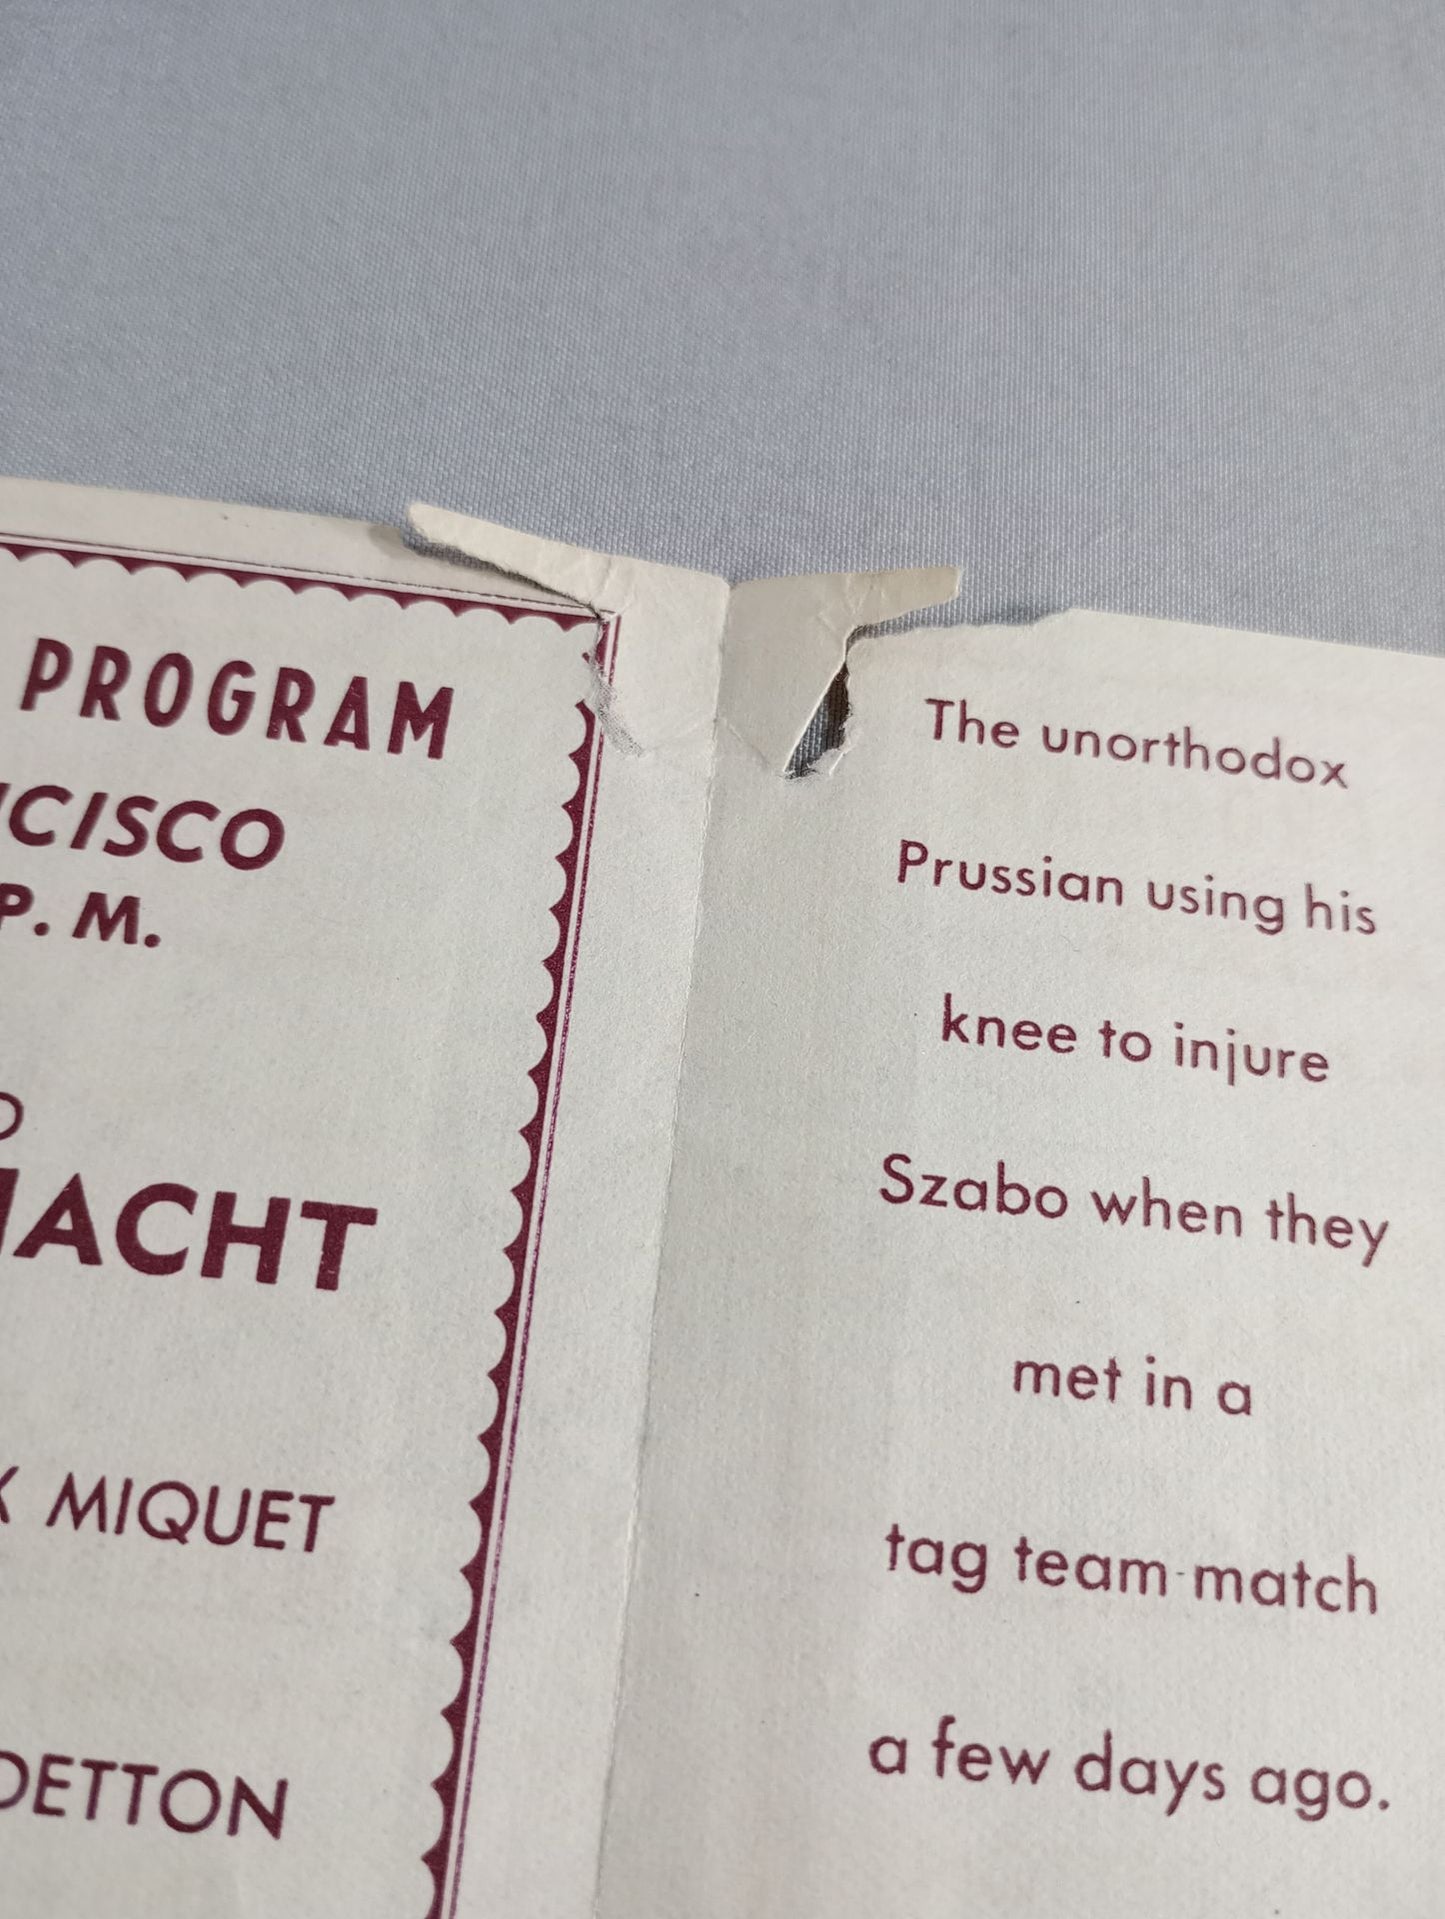 PROGRAM
CISCO
P. M.
ACHT
MIQUET
DETTON
The unorthodox
Prussian using his
knee to injure
Szabo when they
met in a
tag team match
a few days ago.